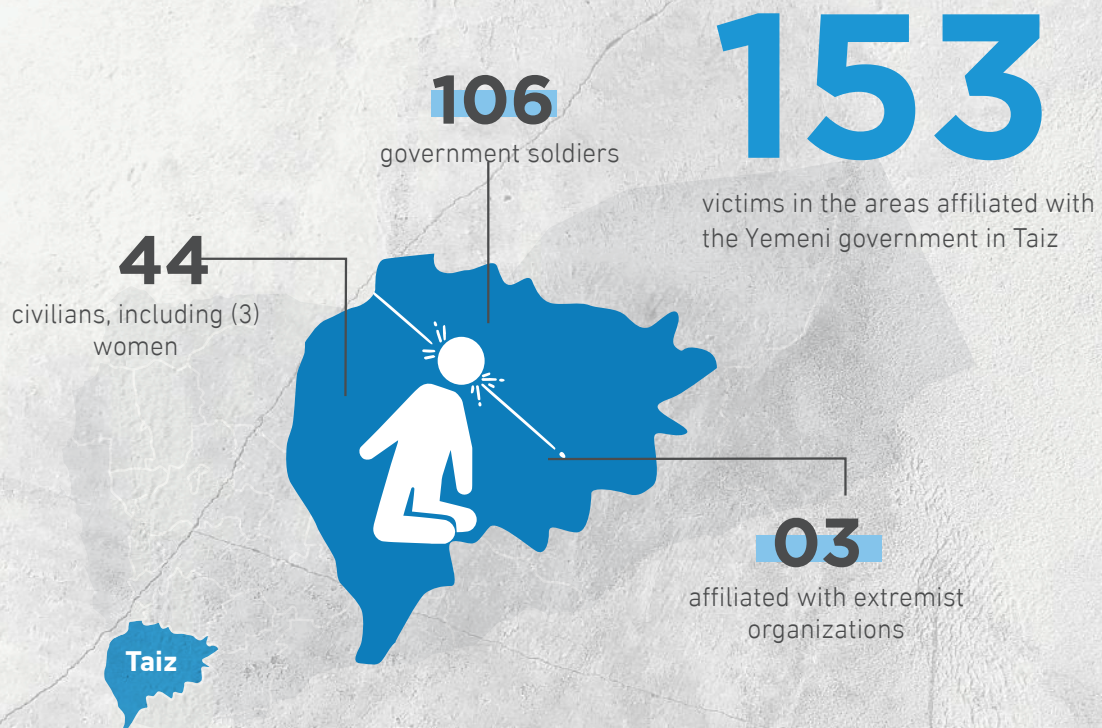 153
victims in the areas affiliated with
the Yemeni government in Taiz
106
government soldiers
44
civilians, including (3)
women
03
affiliated with extremist
organizations
Taiz